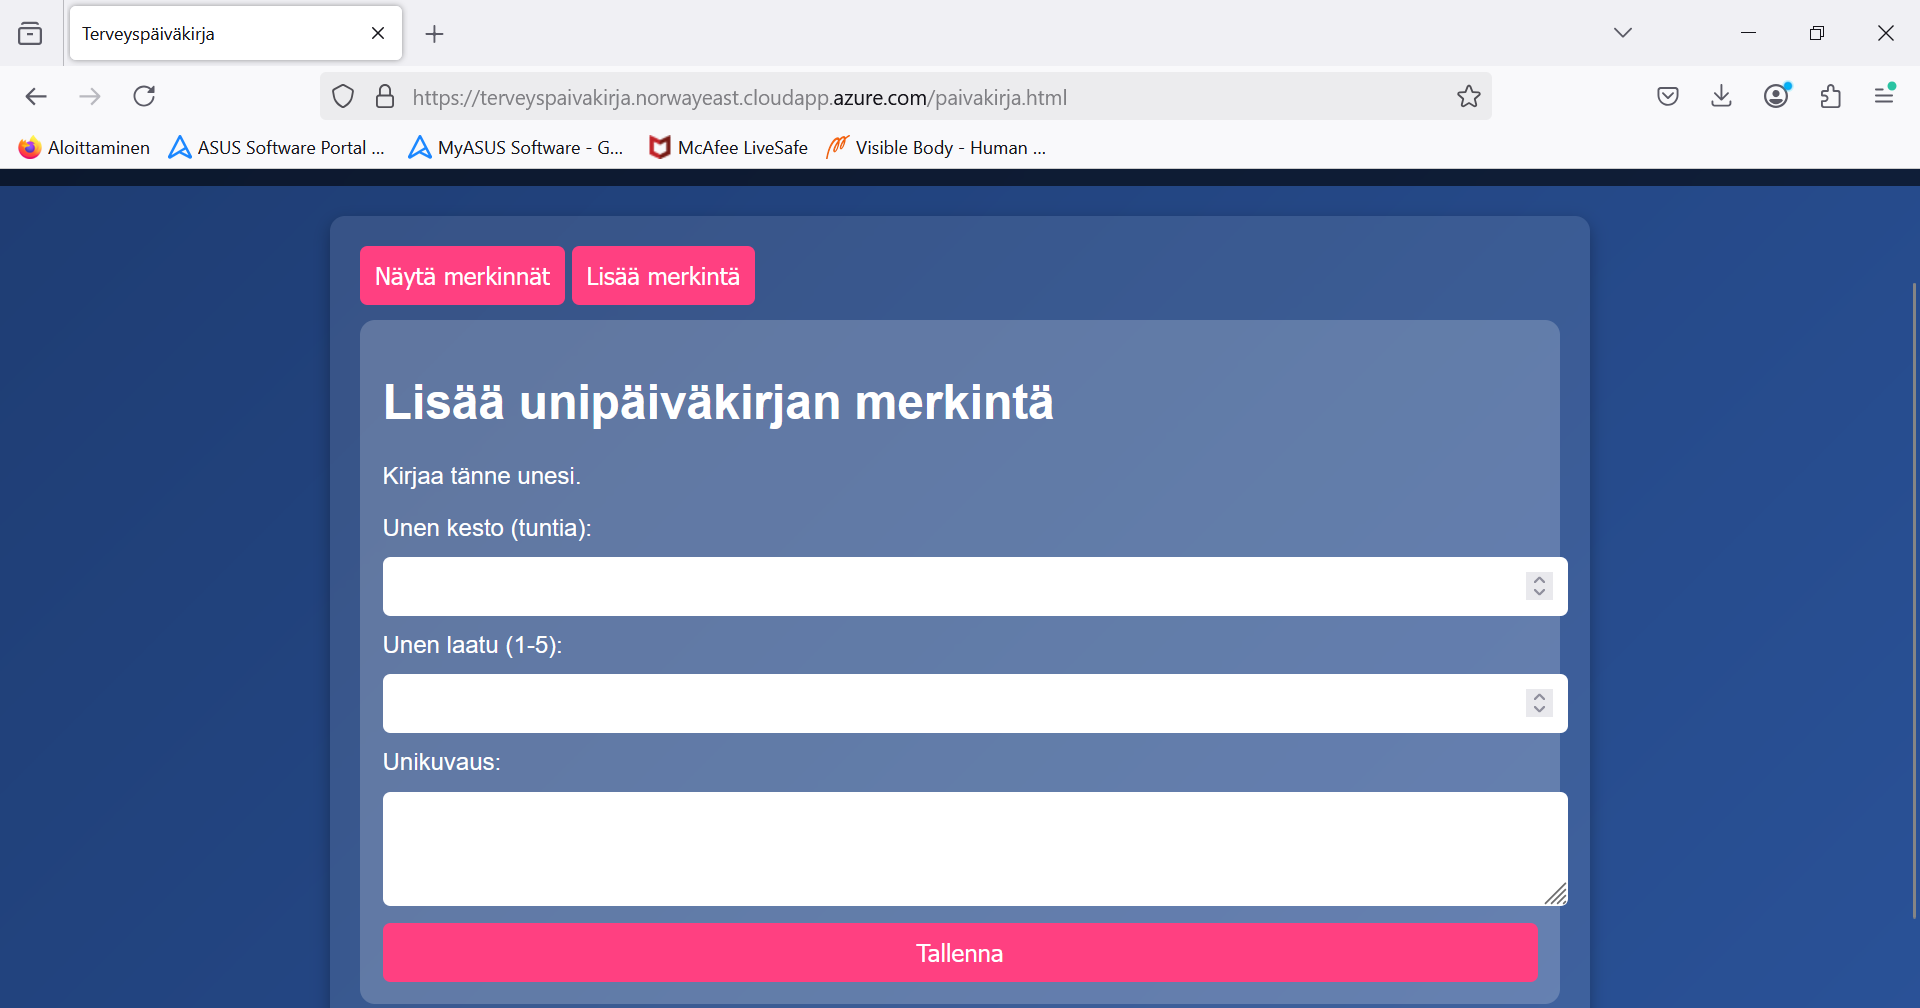 Terveyspäiväkirja
https://terveyspaivakirja.norwayeast.cloudapp.azure.com/paivakirja.html
Aloittaminen ASUS Software Portal ... MyASUS Software - G... McAfee LiveSafe Visible Body - Human ...
Näytä merkinnät Lisää merkintä
Lisää unipäiväkirjan merkintä
Kirjaa tänne unesi.
Unen kesto (tuntia):
Unen laatu (1-5):
Unikuvaus:
Tallenna